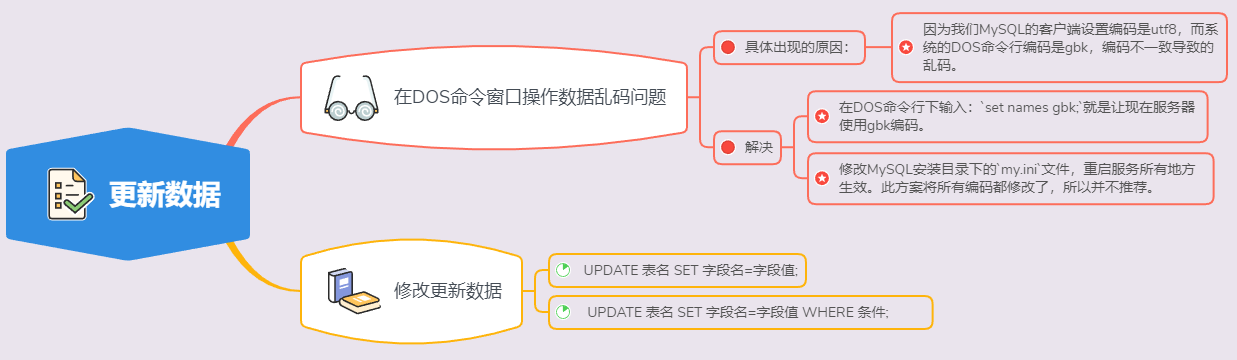 更新数据
在DOS命令窗口操作数据乱码问题
具体出现的原因：
因为我们MySQL的客户端设置编码是utf8，而系
统的DOS命令行编码是gbk，编码不一致导致的
乱码。
解决
在DOS命令行下输入：`set names gbk;`就是让现在服务器
使用gbk编码。
修改MySQL安装目录下的`my.ini`文件，重启服务所有地方
生效。此方案将所有编码都修改了，所以并不推荐。
修改更新数据
UPDATE 表名 SET 字段名=字段值;
UPDATE 表名 SET 字段名=字段值 WHERE 条件;